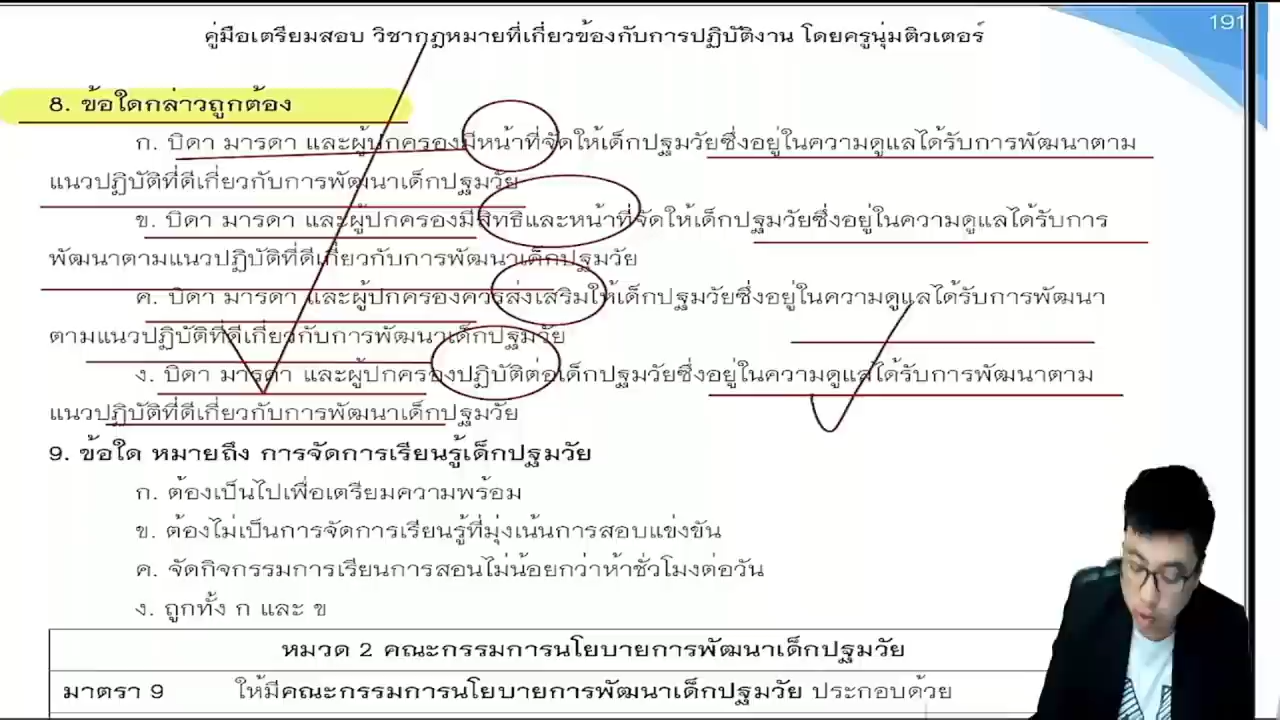 191
คู่มือเตรียมสอบ วิชากฎหมายที่เกี่ยวข้องกับการปฏิบัติงาน โดยครูนุ่มติวเตอร์
8. ข้อใดกล่าวถูกต้อง
ก. บิดา มารดา และผู้ปกครองมีหน้าที่จัดให้เด็กปฐมวัยซึ่งอยู่ในความดูแลได้รับการพัฒนาตาม
แนวปฏิบัติที่ดีเกี่ยวกับการพัฒนาเด็กปฐมวัย
ข. บิดา มารดา และผู้ปกครองมีสิทธิและหน้าที่จัดให้เด็กปฐมวัยซึ่งอยู่ในความดูแลได้รับการ
พัฒนาตามแนวปฏิบัติที่ดีเกี่ยวกับการพัฒนาเด็กปฐมวัย
ค. บิดา มารดา และผู้ปกครองควรส่งเสริมให้เด็กปฐมวัยซึ่งอยู่ในความดูแลได้รับการพัฒนา
ตามแนวปฏิบัติที่ดีเกี่ยวกับการพัฒนาเด็กปฐมวัย
ง. บิดา มารดา และผู้ปกครองปฏิบัติต่อเด็กปฐมวัยซึ่งอยู่ในความดูแลได้รับการพัฒนาตาม
แนวปฏิบัติที่ดีเกี่ยวกับการพัฒนาเด็กปฐมวัย
9. ข้อใด หมายถึง การจัดการเรียนรู้เด็กปฐมวัย
ก. ต้องเป็นไปเพื่อเตรียมความพร้อม
ข. ต้องไม่เป็นการจัดการเรียนรู้ที่มุ่งเน้นการสอบแข่งขัน
ค. จัดกิจกรรมการเรียนการสอนไม่น้อยกว่าห้าชั่วโมงต่อวัน
ง. ถูกทั้ง ก และ ข
หมวด 2 คณะกรรมการนโยบายการพัฒนาเด็กปฐมวัย
มาตรา 9 ให้มีคณะกรรมการนโยบายการพัฒนาเด็กปฐมวัย ประกอบด้วย